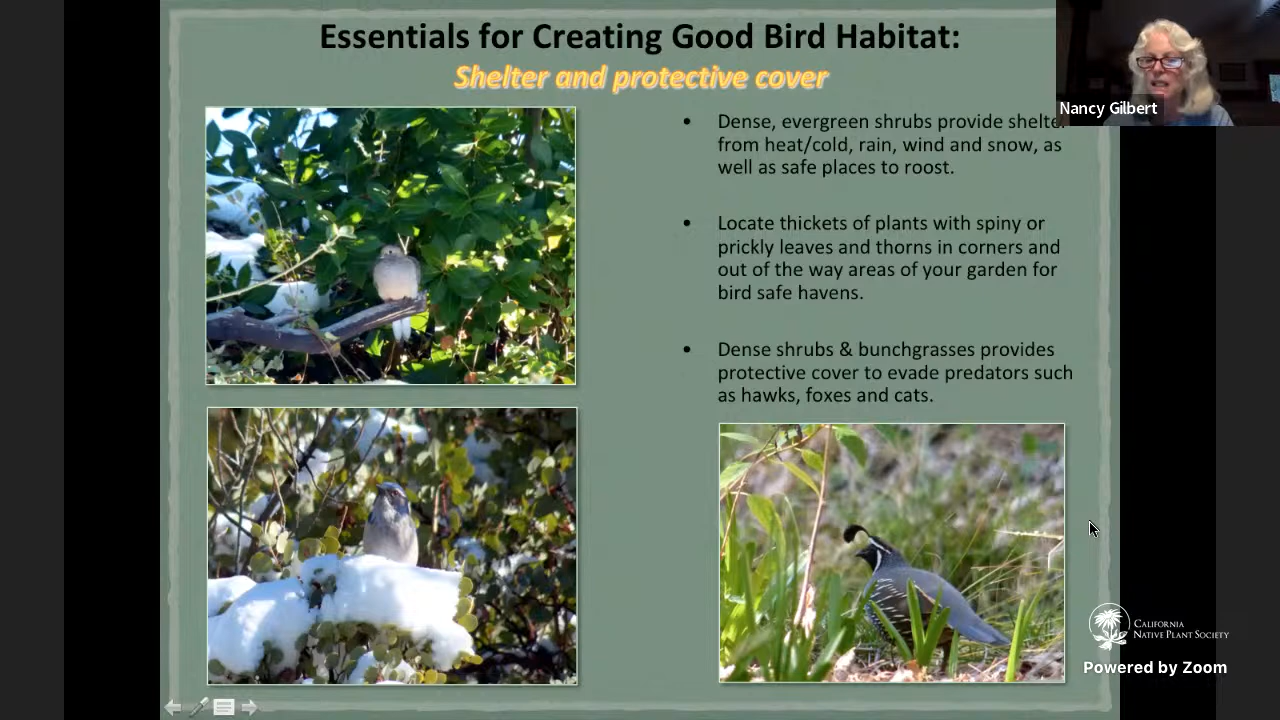 Essentials for Creating Good Bird Habitat:
Shelter and protective cover
Nancy Gilbert
• Dense, evergreen shrubs provide shelter
from heat/cold, rain, wind and snow, as
well as safe places to roost.
• Locate thickets of plants with spiny or
prickly leaves and thorns in corners and
out of the way areas of your garden for
bird safe havens.
• Dense shrubs & bunchgrasses provides
protective cover to evade predators such
as hawks, foxes and cats.
CALIFORNIA
NATIVE PLANT SOCIETY
Powered by Zoom